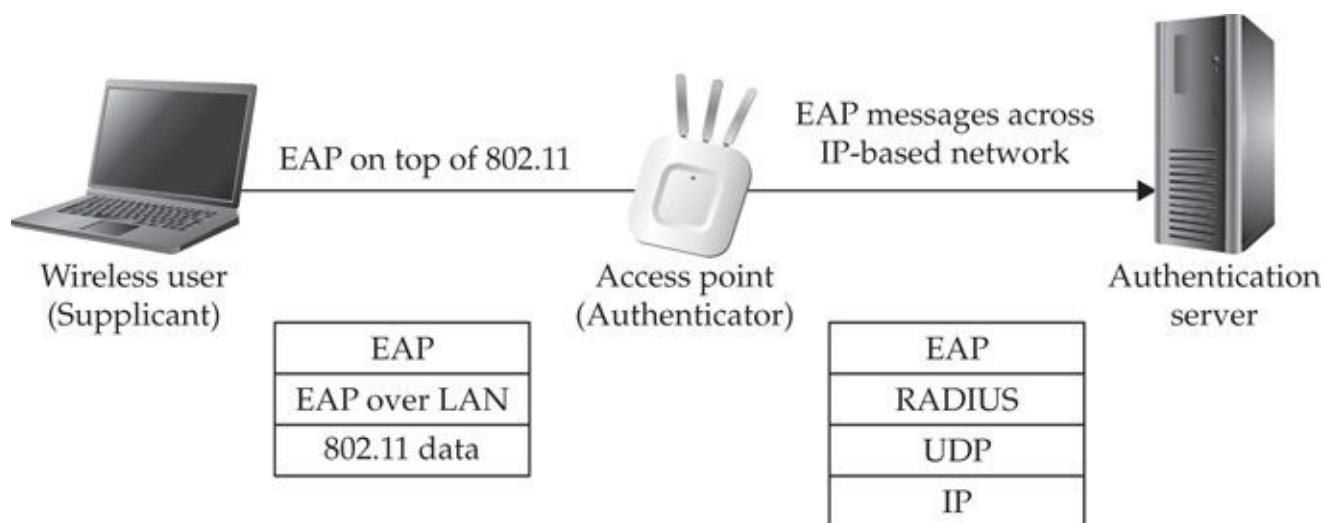 EAP on top of 802.11
EAP messages across
IP-based network
Wireless user
(Supplicant)
Access point
(Authenticator)
Authentication
server
EAP
EAP over LAN
802.11 data
EAP
RADIUS
UDP
IP